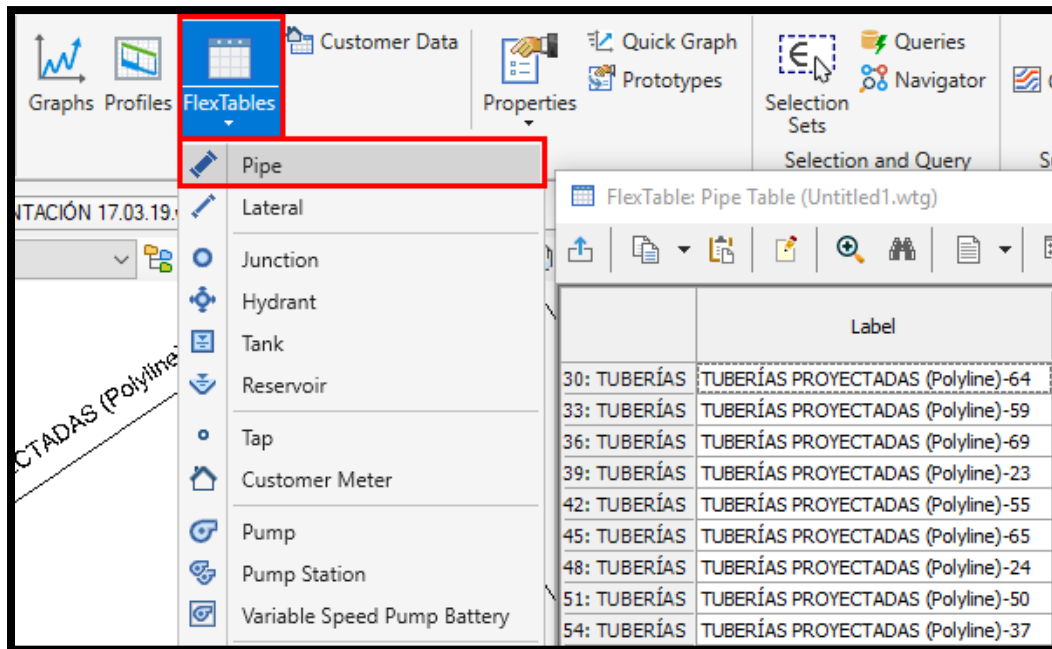 Graphs Profiles FlexTables
Customer Data
Properties
Quick Graph
Prototypes
Selection
Sets
Queries
Navigator
Selection and Query
NTACIÓN 17.03.19.
CTADAS (Polyline)
Pipe
Lateral
Junction
Hydrant
Tank
Reservoir
Tap
Customer Meter
Pump
Pump Station
Variable Speed Pump Battery
FlexTable: Pipe Table (Untitled1.wtg)
Label
30: TUBERÍAS TUBERÍAS PROYECTADAS (Polyline)-64
33: TUBERÍAS TUBERÍAS PROYECTADAS (Polyline)-59
36: TUBERÍAS TUBERÍAS PROYECTADAS (Polyline)-69
39: TUBERÍAS TUBERÍAS PROYECTADAS (Polyline)-23
42: TUBERÍAS TUBERÍAS PROYECTADAS (Polyline)-55
45: TUBERÍAS TUBERÍAS PROYECTADAS (Polyline)-65
48: TUBERÍAS TUBERÍAS PROYECTADAS (Polyline)-24
51: TUBERÍAS TUBERÍAS PROYECTADAS (Polyline)-50
54: TUBERÍAS TUBERÍAS PROYECTADAS (Polyline)-37